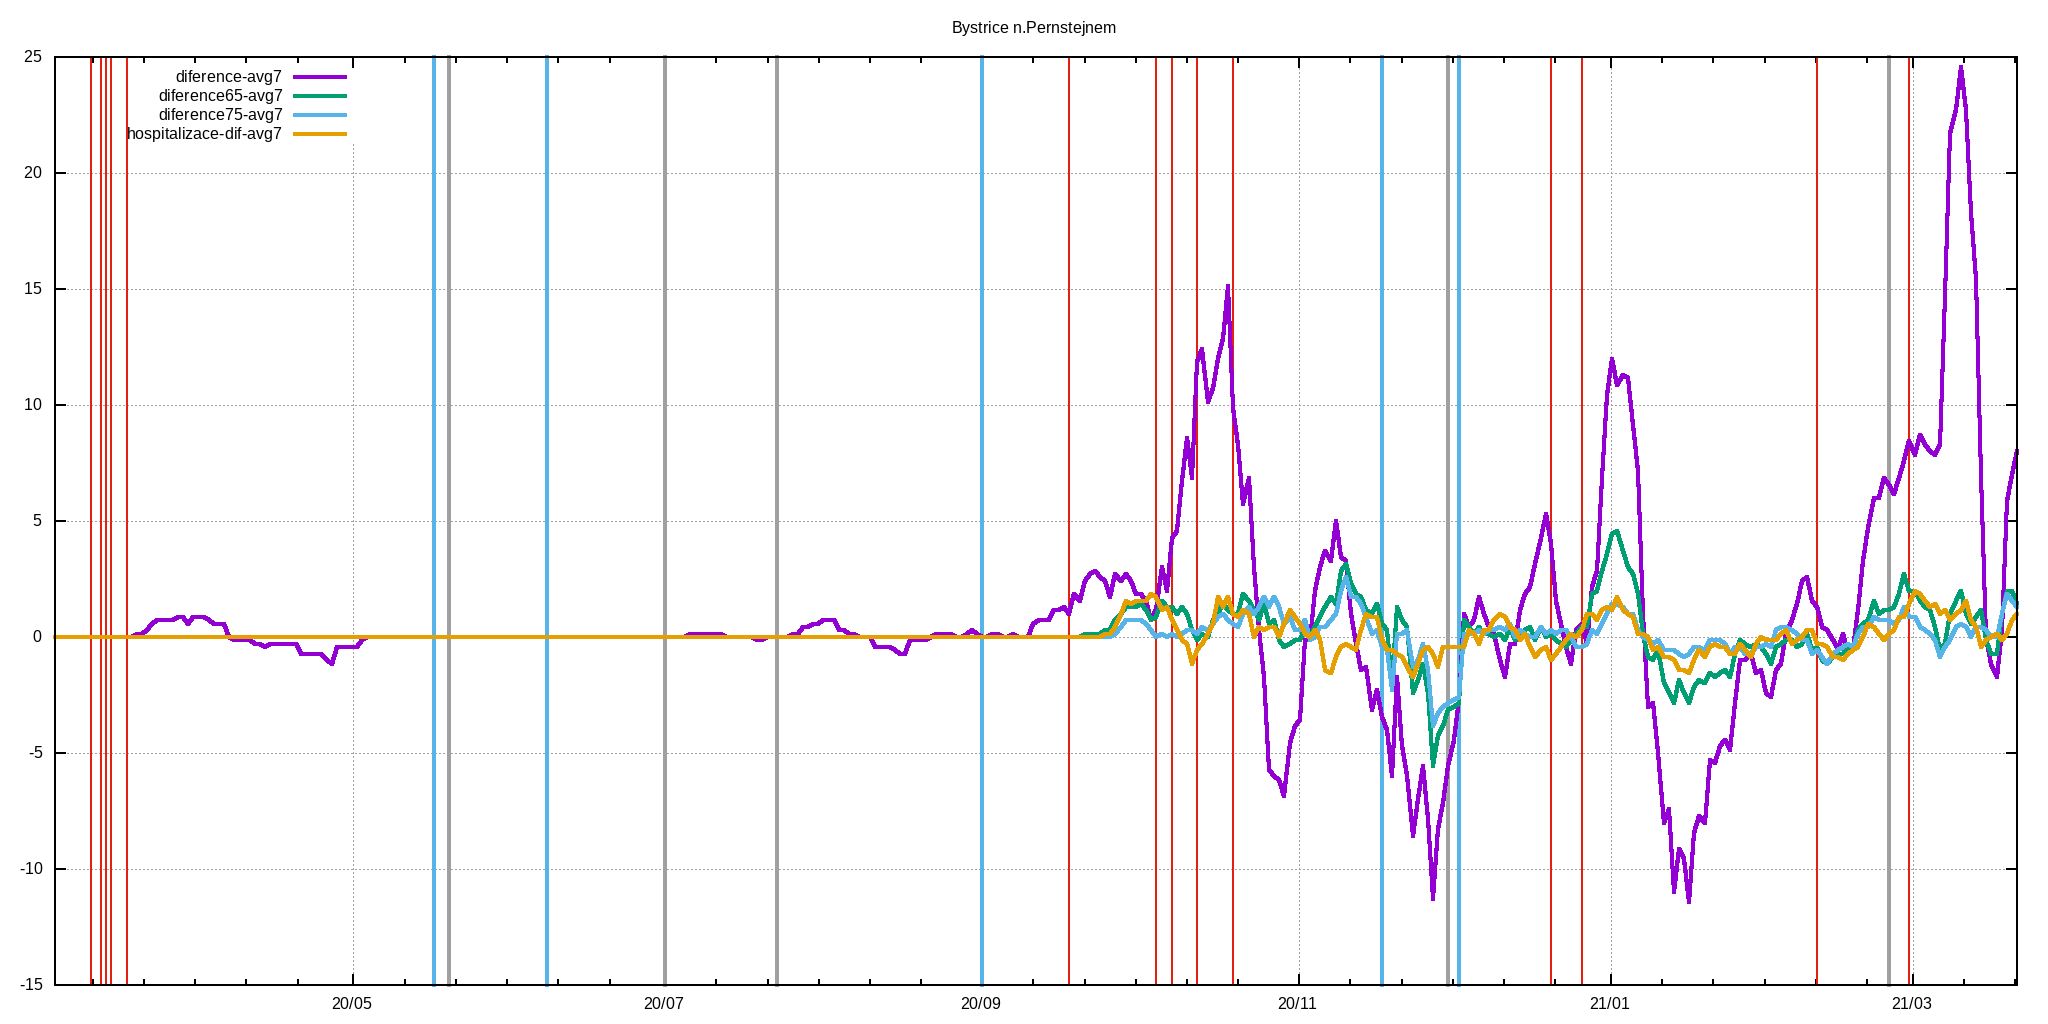 Bystrice n.Pernstejnem
diference-avg7
diference65-avg7
diference75-avg7
hospitalizace-dif-avg7
25
20
15
10
5
0
-5
-10
-15
20/05 20/07 20/09 20/11 21/01 21/03